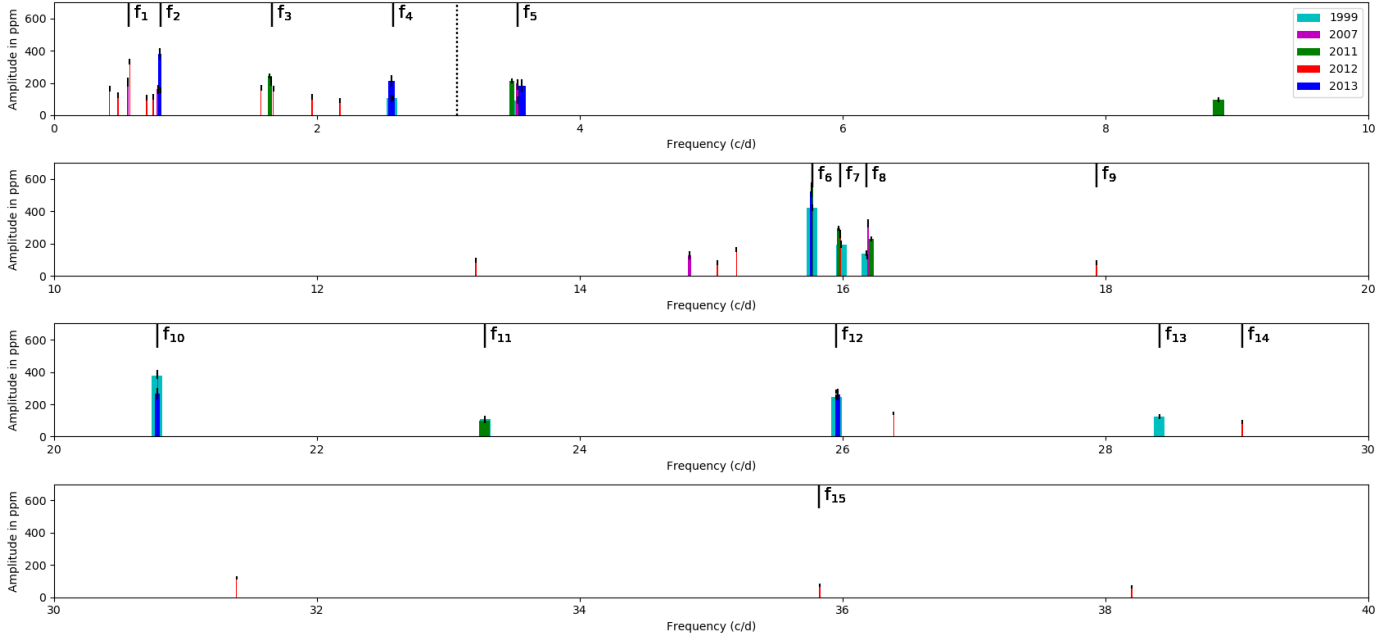 f₁ f₂ f₃ f₄ f₅
1999
2007
2011
2012
2013
Amplitude in ppm
600
400
200
0
0 2 4 6 8 10
Frequency (c/d)
f₆ f₇ f₈ f₉
Amplitude in ppm
600
400
200
0
10 12 14 16 18 20
Frequency (c/d)
f₁₀ f₁₁ f₁₂ f₁₃ f₁₄
Amplitude in ppm
600
400
200
0
20 22 24 26 28 30
Frequency (c/d)
f₁₅
Amplitude in ppm
600
400
200
0
30 32 34 36 38 40
Frequency (c/d)